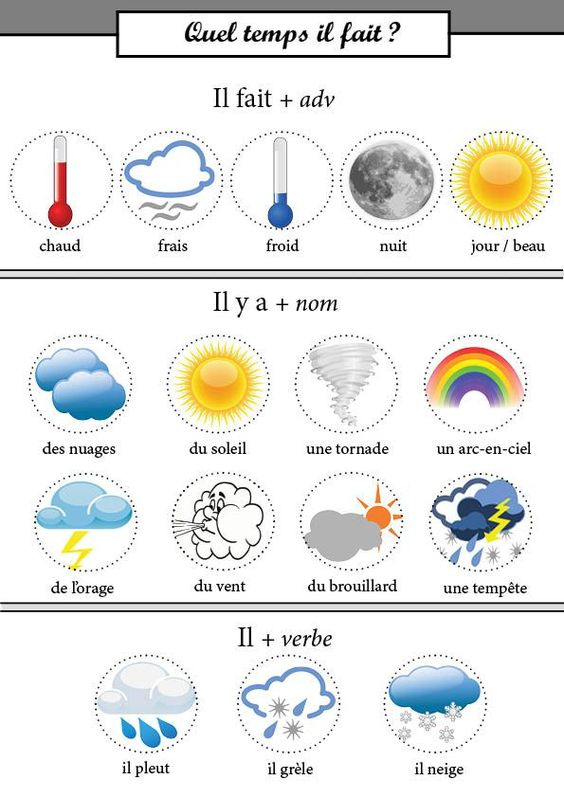 Quel temps il fait ?
Il fait + adv
chaud frais froid nuit jour / beau
Il y a + nom
des nuages du soleil une tornade un arc-en-ciel
de l'orage du vent du brouillard une tempête
Il + verbe
il pleut il grèle il neige